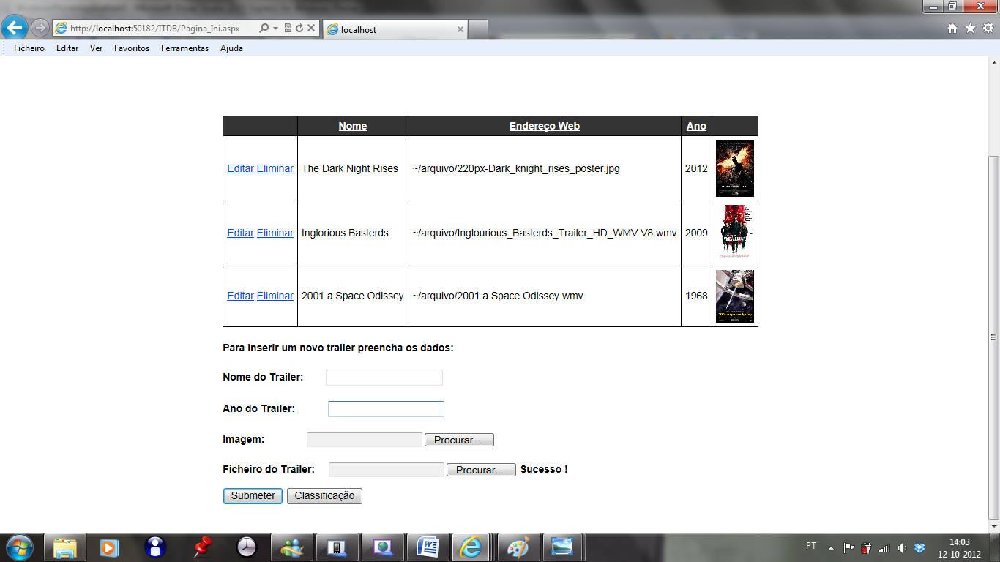 http://localhost:50182/ITDB/Pagina_Ini.aspx
localhost
Ficheiro Editar Ver Favoritos Ferramentas Ajuda
Nome Endereço Web Ano
Editar Eliminar The Dark Night Rises ~/arquivo/220px-Dark_knight_rises_poster.jpg 2012
Editar Eliminar Inglorious Basterds ~/arquivo/Inglourious_Basterds_Trailer_HD_WMV V8.wmv 2009
Editar Eliminar 2001 a Space Odissey ~/arquivo/2001 a Space Odissey.wmv 1968
Para inserir um novo trailer preencha os dados:
Nome do Trailer:
Ano do Trailer:
Imagem: Procurar...
Ficheiro do Trailer: Procurar... Sucesso !
Submeter Classificação
PT 14:03
12-10-2012